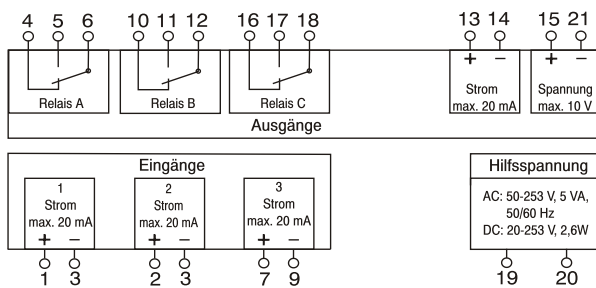 4 5 6 10 11 12 16 17 18 13 14 15 21
+ − + −
Relais A Relais B Relais C
Strom
max. 20 mA
Spannung
max. 10 V
Ausgänge
Eingänge
1
Strom
max. 20 mA
+ −
1 3
2
Strom
max. 20 mA
+ −
2 3
3
Strom
max. 20 mA
+ −
7 9
Hilfsspannung
AC: 50-253 V, 5 VA,
50/60 Hz
DC: 20-253 V, 2,6W
19 20